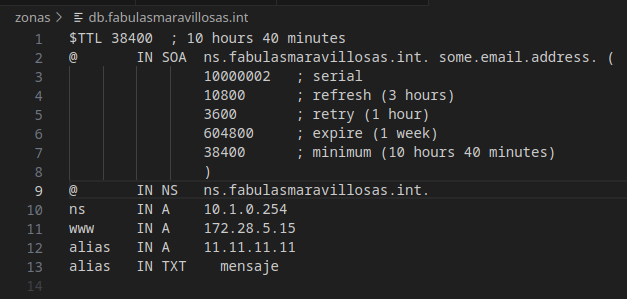 zonas > db.fabulasmaravillosas.int
1 $TTL 38400 ; 10 hours 40 minutes
2 @ IN SOA ns.fabulasmaravillosas.int. some.email.address. (
3 10000002 ; serial
4 10800 ; refresh (3 hours)
5 3600 ; retry (1 hour)
6 604800 ; expire (1 week)
7 38400 ; minimum (10 hours 40 minutes)
8 )
9 @ IN NS ns.fabulasmaravillosas.int.
10 ns IN A 10.1.0.254
11 www IN A 172.28.5.15
12 alias IN A 11.11.11.11
13 alias IN TXT mensaje
14